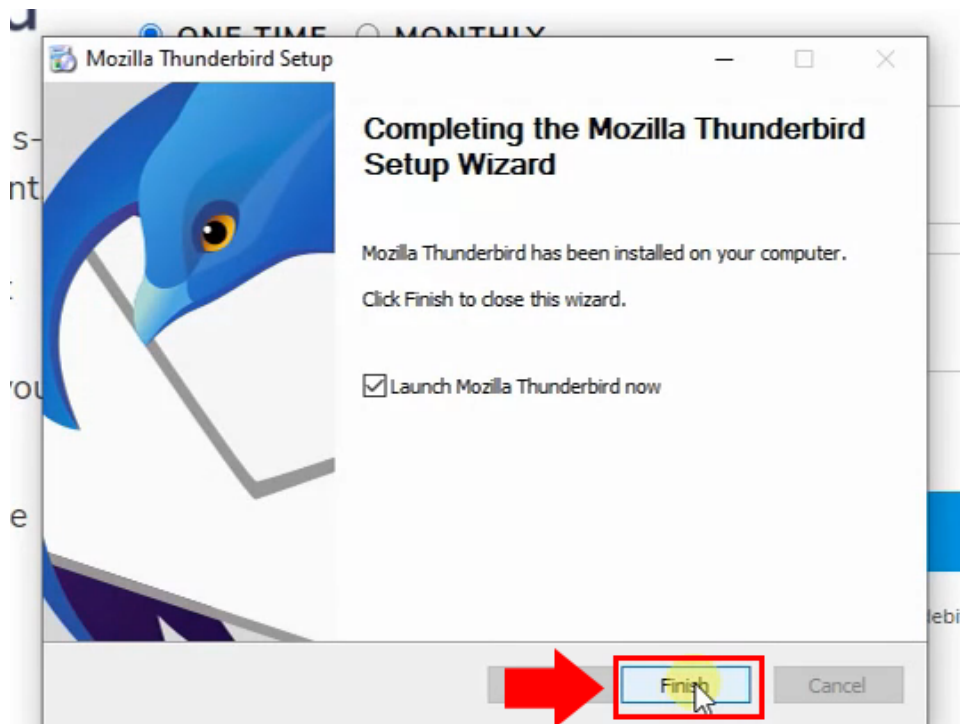 ONE TIME MONTHLY
Mozilla Thunderbird Setup
Completing the Mozilla Thunderbird
Setup Wizard
Mozilla Thunderbird has been installed on your computer.
Click Finish to close this wizard.
Launch Mozilla Thunderbird now
Finish
Cancel